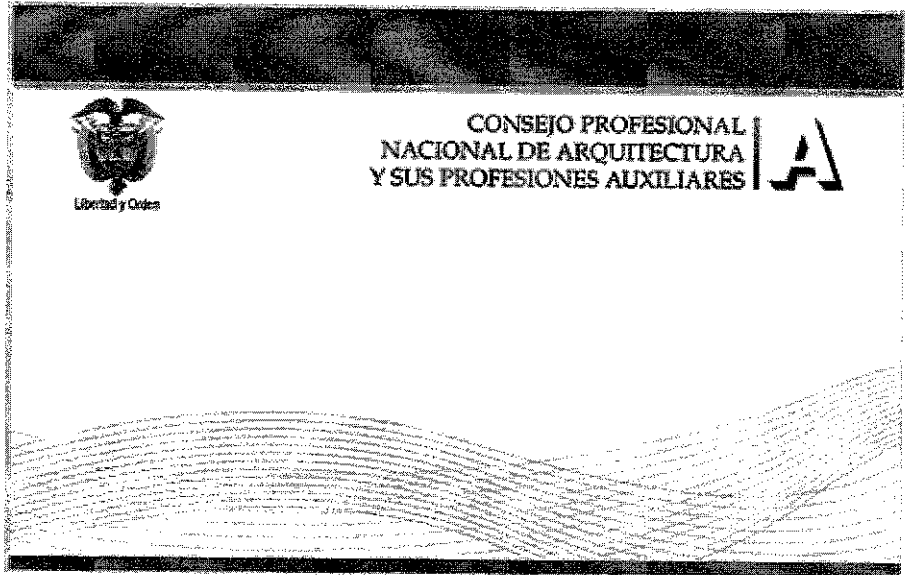 CONSEJO PROFESIONAL
NACIONAL DE ARQUITECTURA
Y SUS PROFESIONES AUXILIARES
A
Libertad y Orden